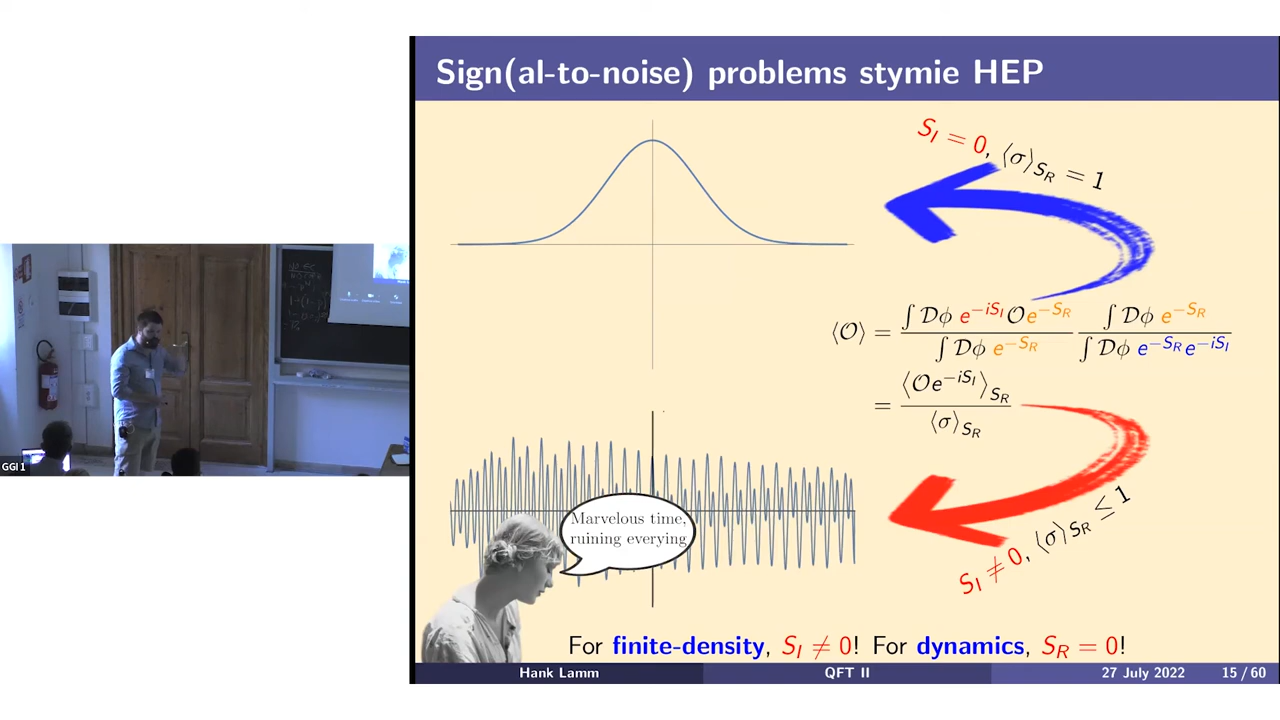 Sign(al-to-noise) problems stymie HEP
S_I = 0, ⟨σ⟩_{S_R} = 1
⟨O⟩ = ∫Dϕ e^{-iS_I} O e^{-S_R} / ∫Dϕ e^{-S_R} ∫Dϕ e^{-S_R} / ∫Dϕ e^{-S_R} e^{-iS_I}
= ⟨O e^{-iS_I}⟩_{S_R} / ⟨σ⟩_{S_R}
Marvelous time,
ruining everying
S_I ≠ 0, ⟨σ⟩_{S_R} ≤ 1
For finite-density, S_I ≠ 0! For dynamics, S_R = 0!
Hank Lamm QFT II 27 July 2022 15 / 60
GGI 1